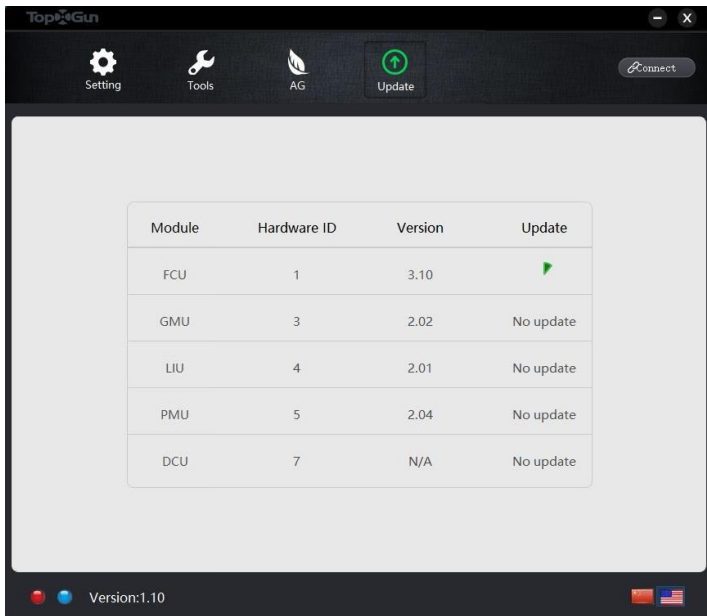 TopXGun
X
Setting Tools AG Update Connect
Module Hardware ID Version Update
FCU 1 3.10
GMU 3 2.02 No update
LIU 4 2.01 No update
PMU 5 2.04 No update
DCU 7 N/A No update
Version:1.10